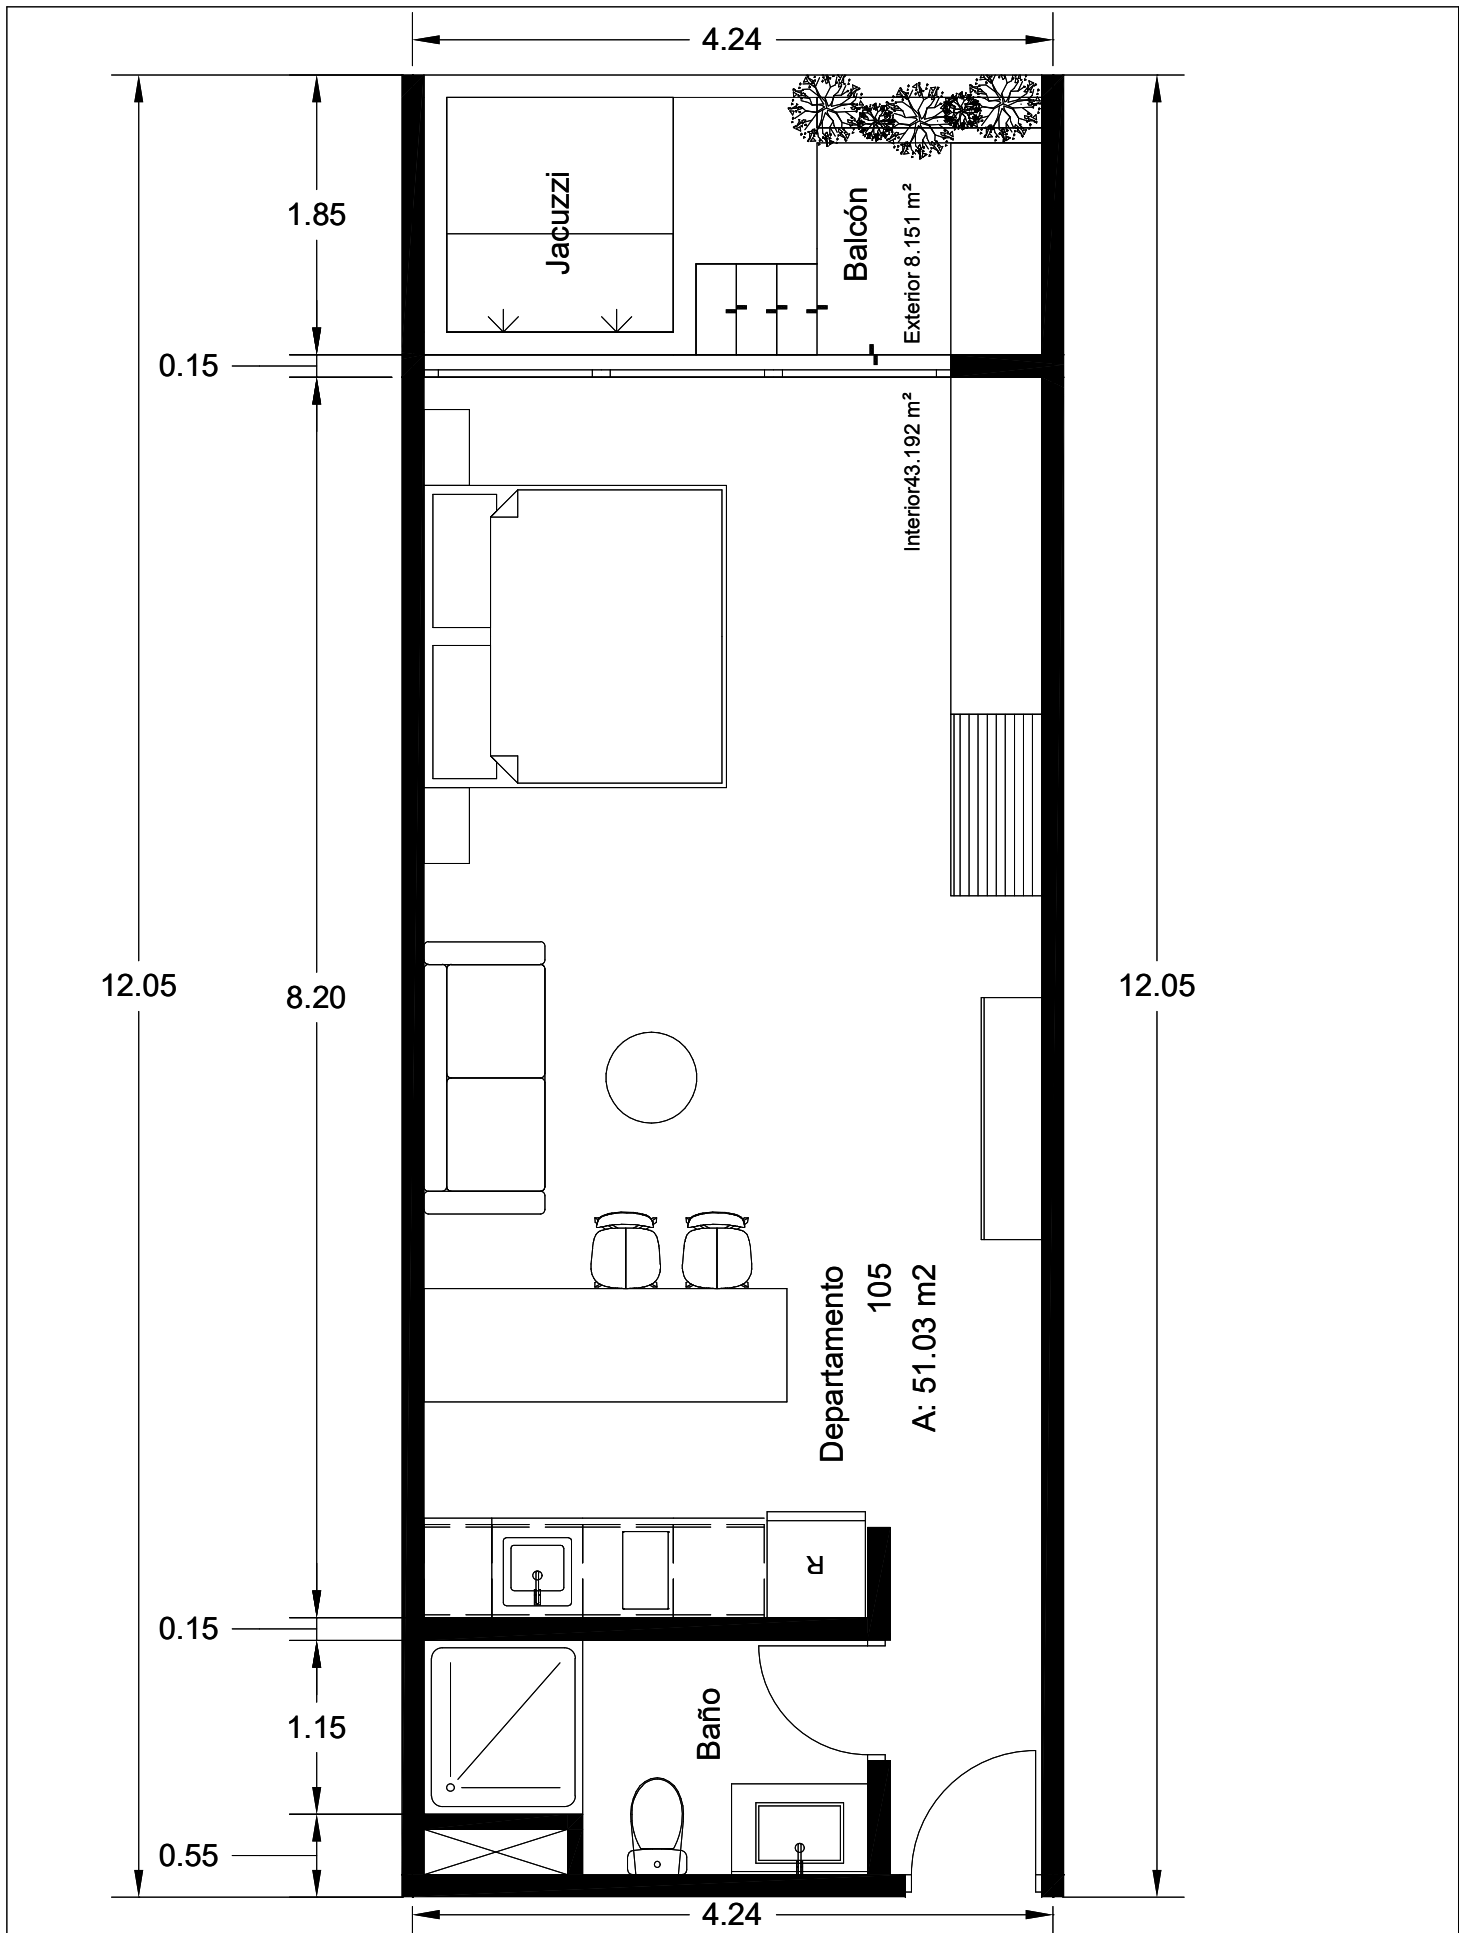 4.24
1.85
0.15
12.05
8.20
0.15
1.15
0.55
4.24
12.05
Jacuzzi
Balcón
Exterior 8.151 m²
Interior43.192 m²
Departamento
105
A: 51.03 m2
R
Baño